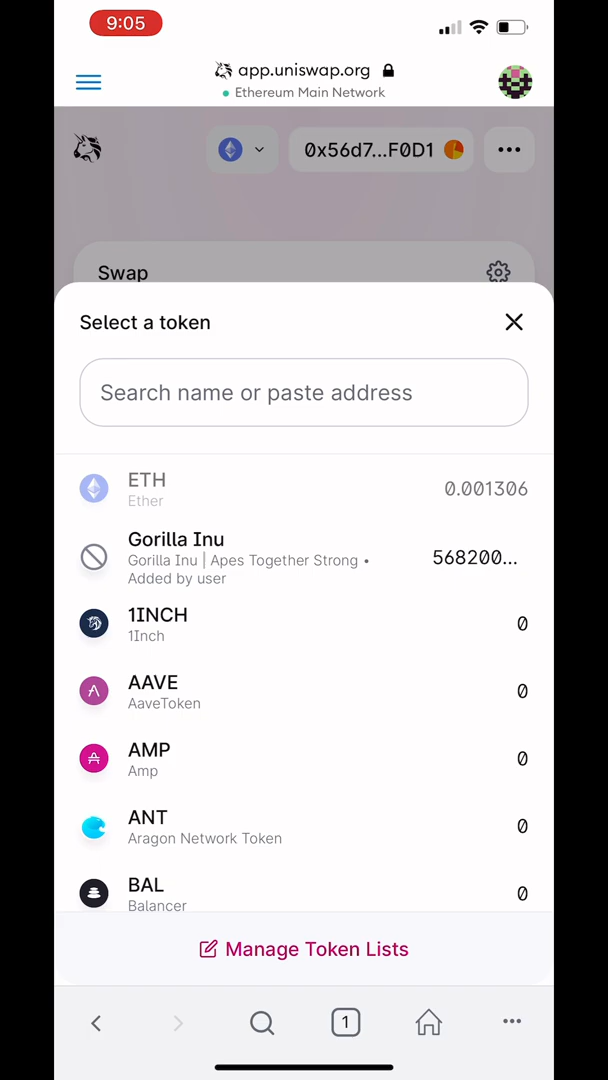 9:05
app.uniswap.org
Ethereum Main Network
0x56d7...F0D1
Swap
Select a token
Search name or paste address
ETH
Ether
0.001306
Gorilla Inu
Gorilla Inu | Apes Together Strong •
Added by user
568200...
1INCH
1Inch
0
AAVE
AaveToken
0
AMP
Amp
0
ANT
Aragon Network Token
0
BAL
Balancer
0
Manage Token Lists
1